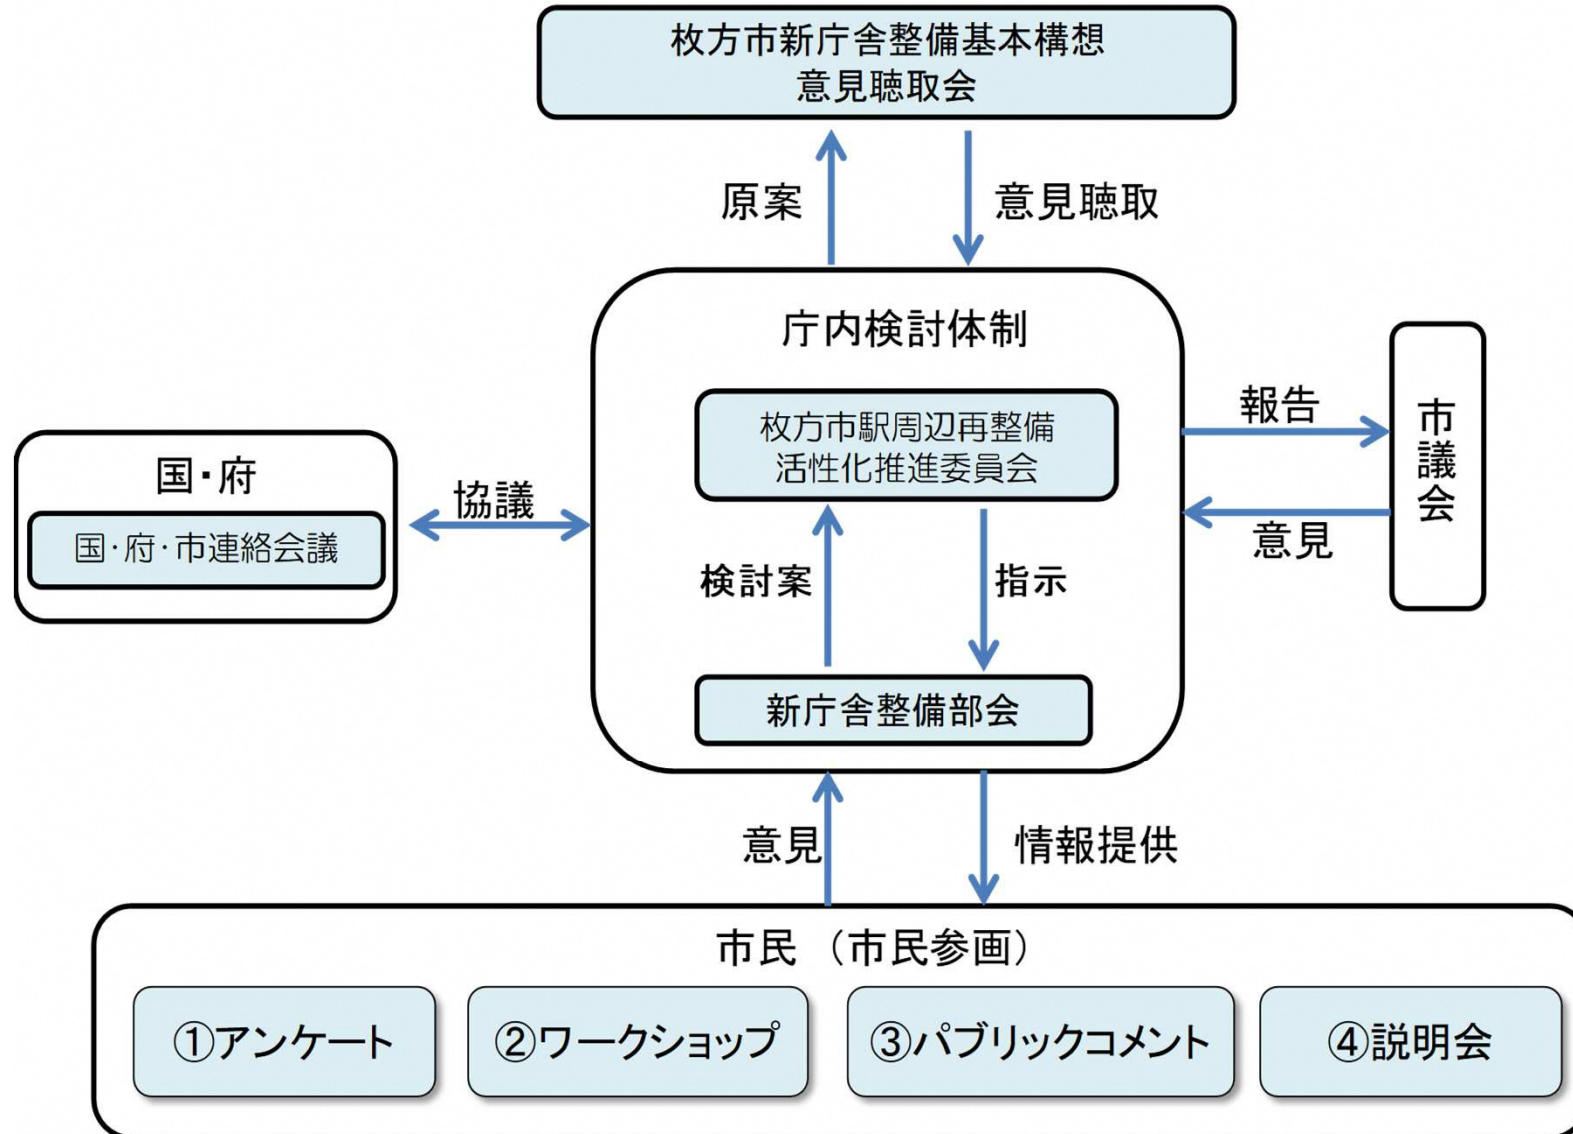 枚方市新庁舎整備基本構想
意見聴取会
原案
意見聴取
庁内検討体制
枚方市駅周辺再整備
活性化推進委員会
検討案
指示
新庁舎整備部会
国・府
国・府・市連絡会議
協議
報告
意見
市議会
意見
情報提供
市民（市民参画）
①アンケート
②ワークショップ
③パブリックコメント
④説明会